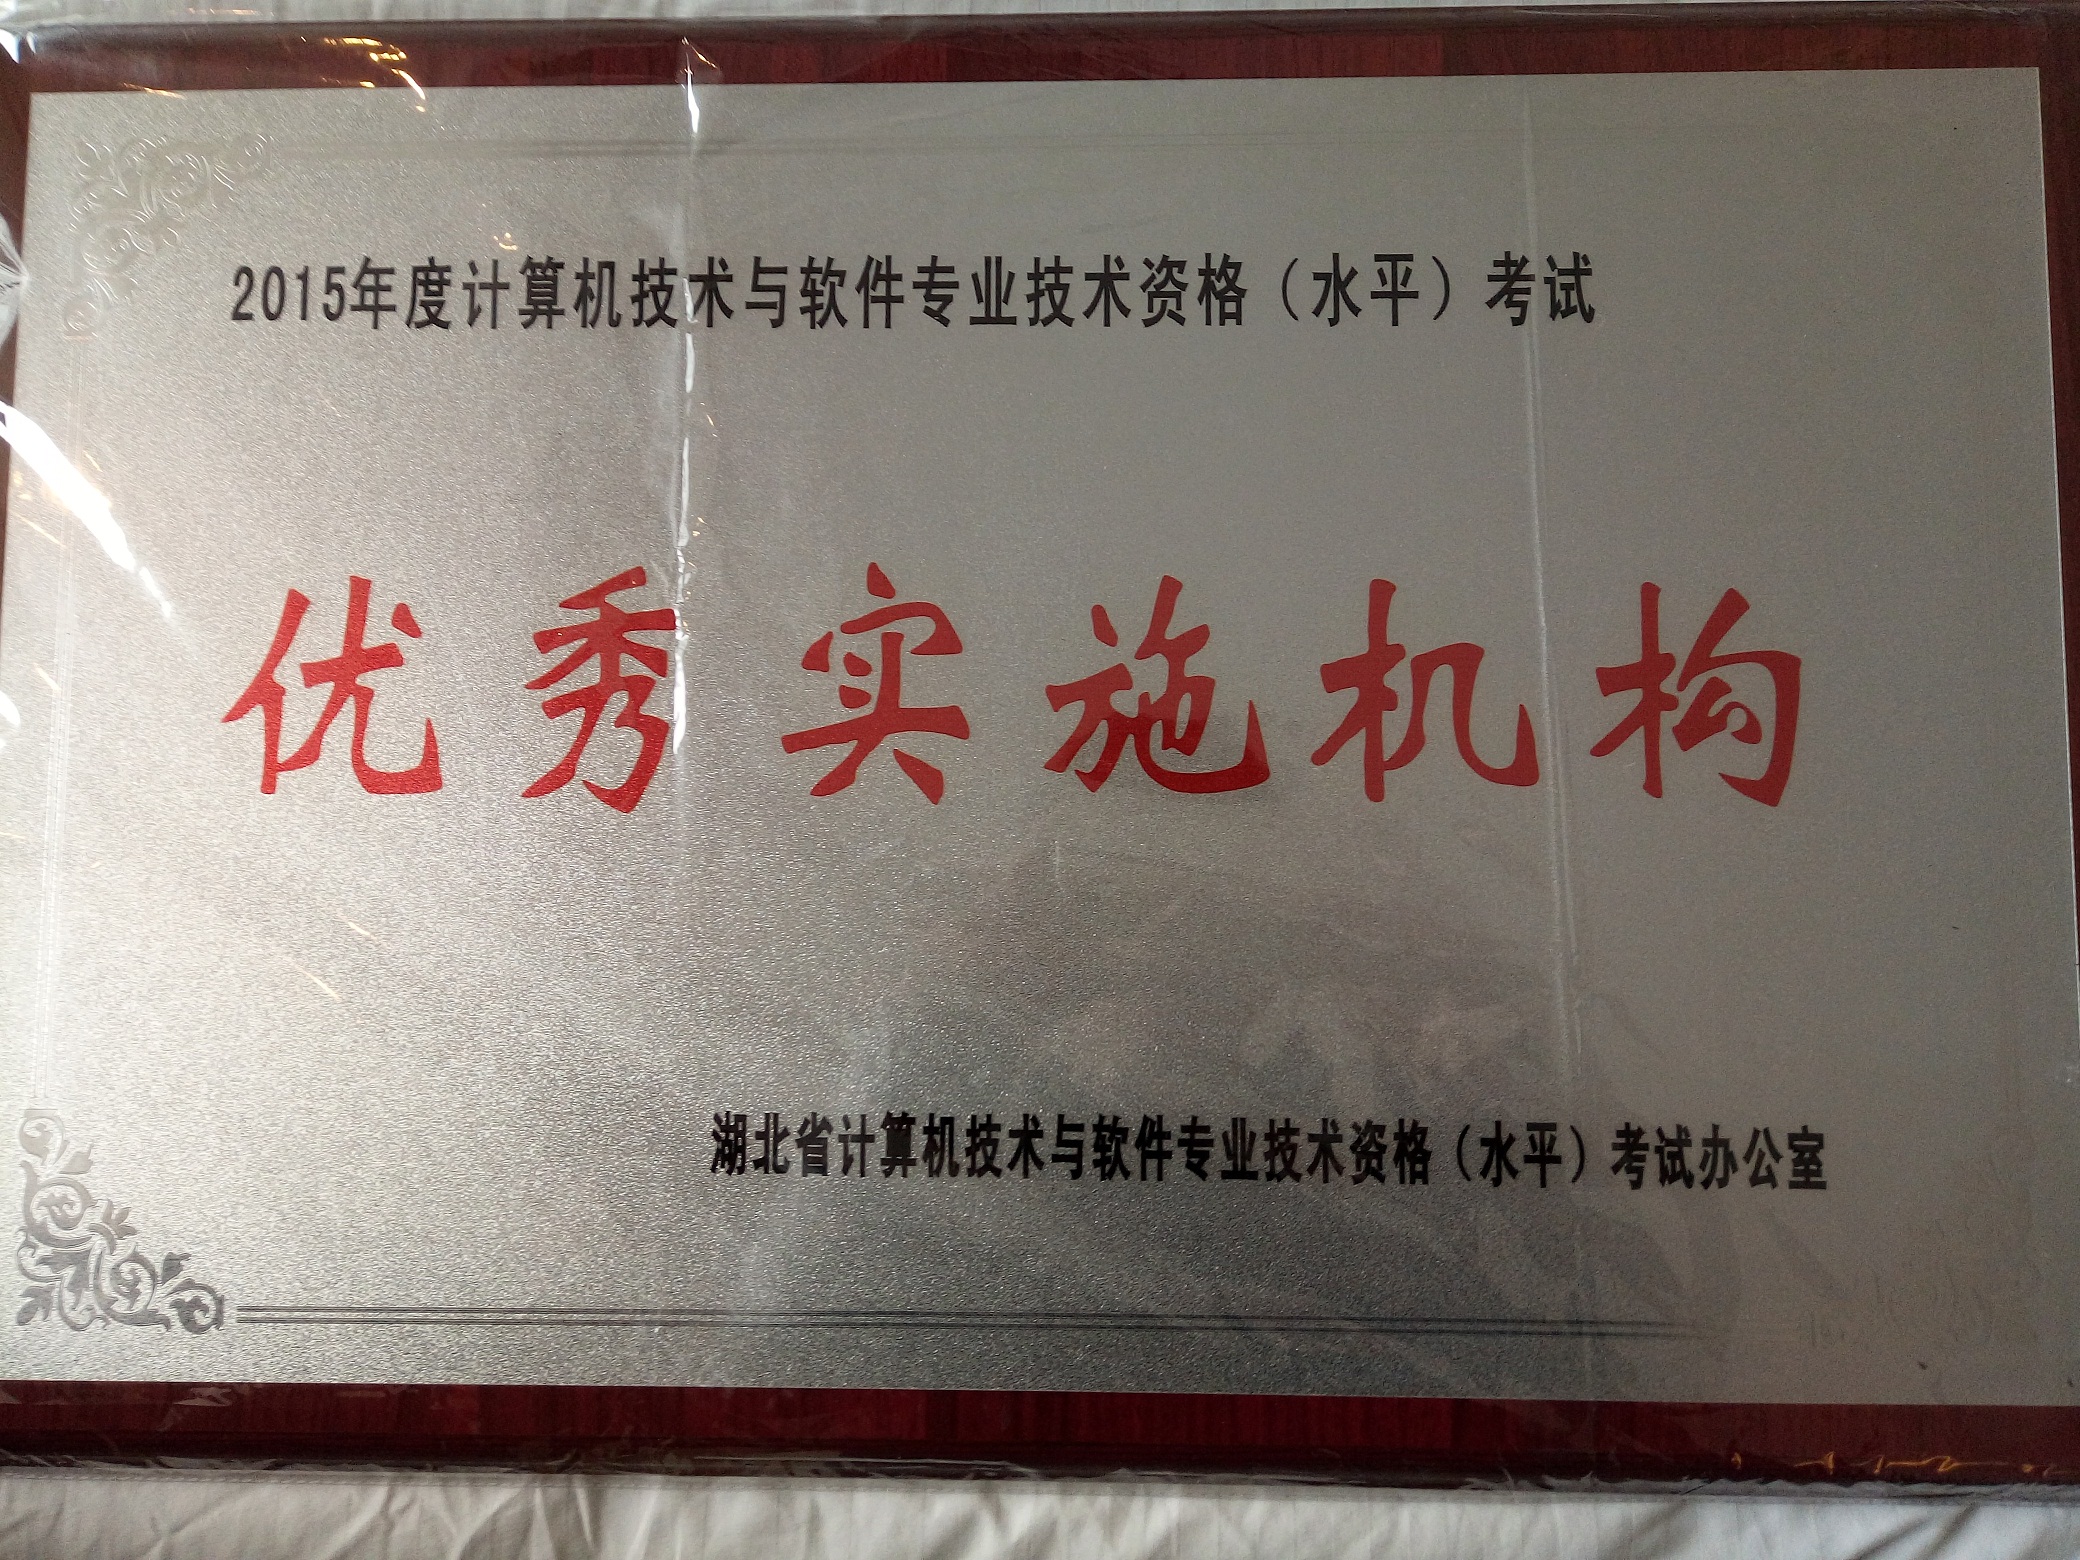 2015年度计算机技术与软件专业技术资格（水平）考试
优秀实施机构
湖北省计算机技术与软件专业技术资格（水平）考试办公室